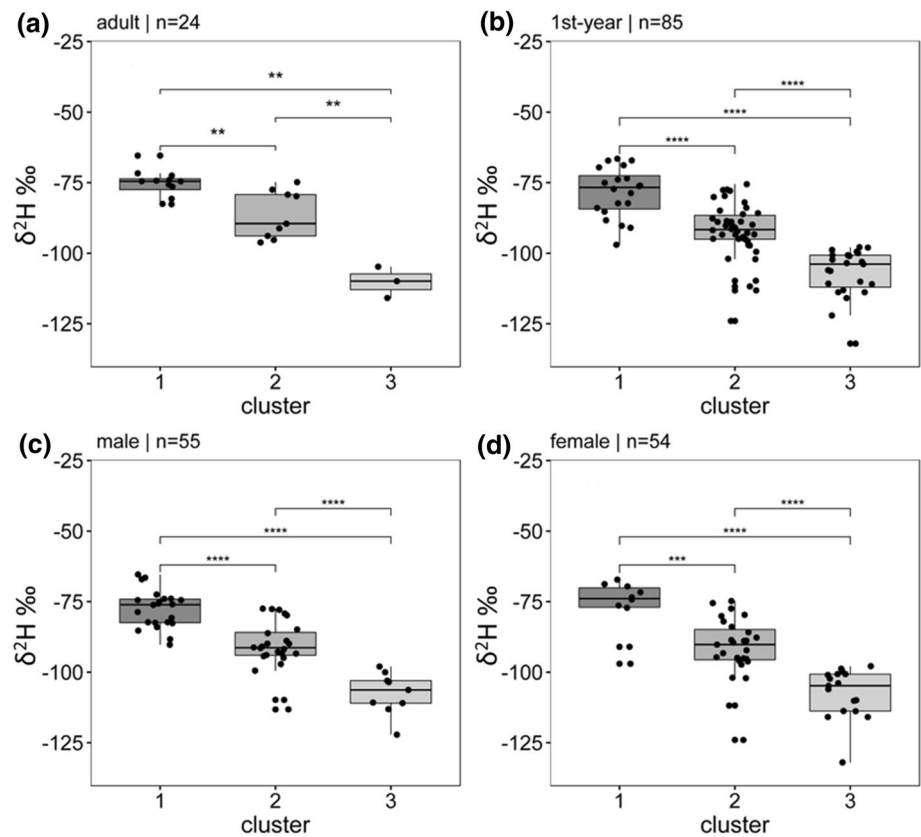 (a) adult | n=24
-25
-50
-75
-100
-125
δ²H ‰
**
**
**
1 2 3
cluster
(b) 1st-year | n=85
-25
-50
-75
-100
-125
δ²H ‰
****
****
****
1 2 3
cluster
(c) male | n=55
-25
-50
-75
-100
-125
δ²H ‰
****
****
****
1 2 3
cluster
(d) female | n=54
-25
-50
-75
-100
-125
δ²H ‰
****
****
***
1 2 3
cluster